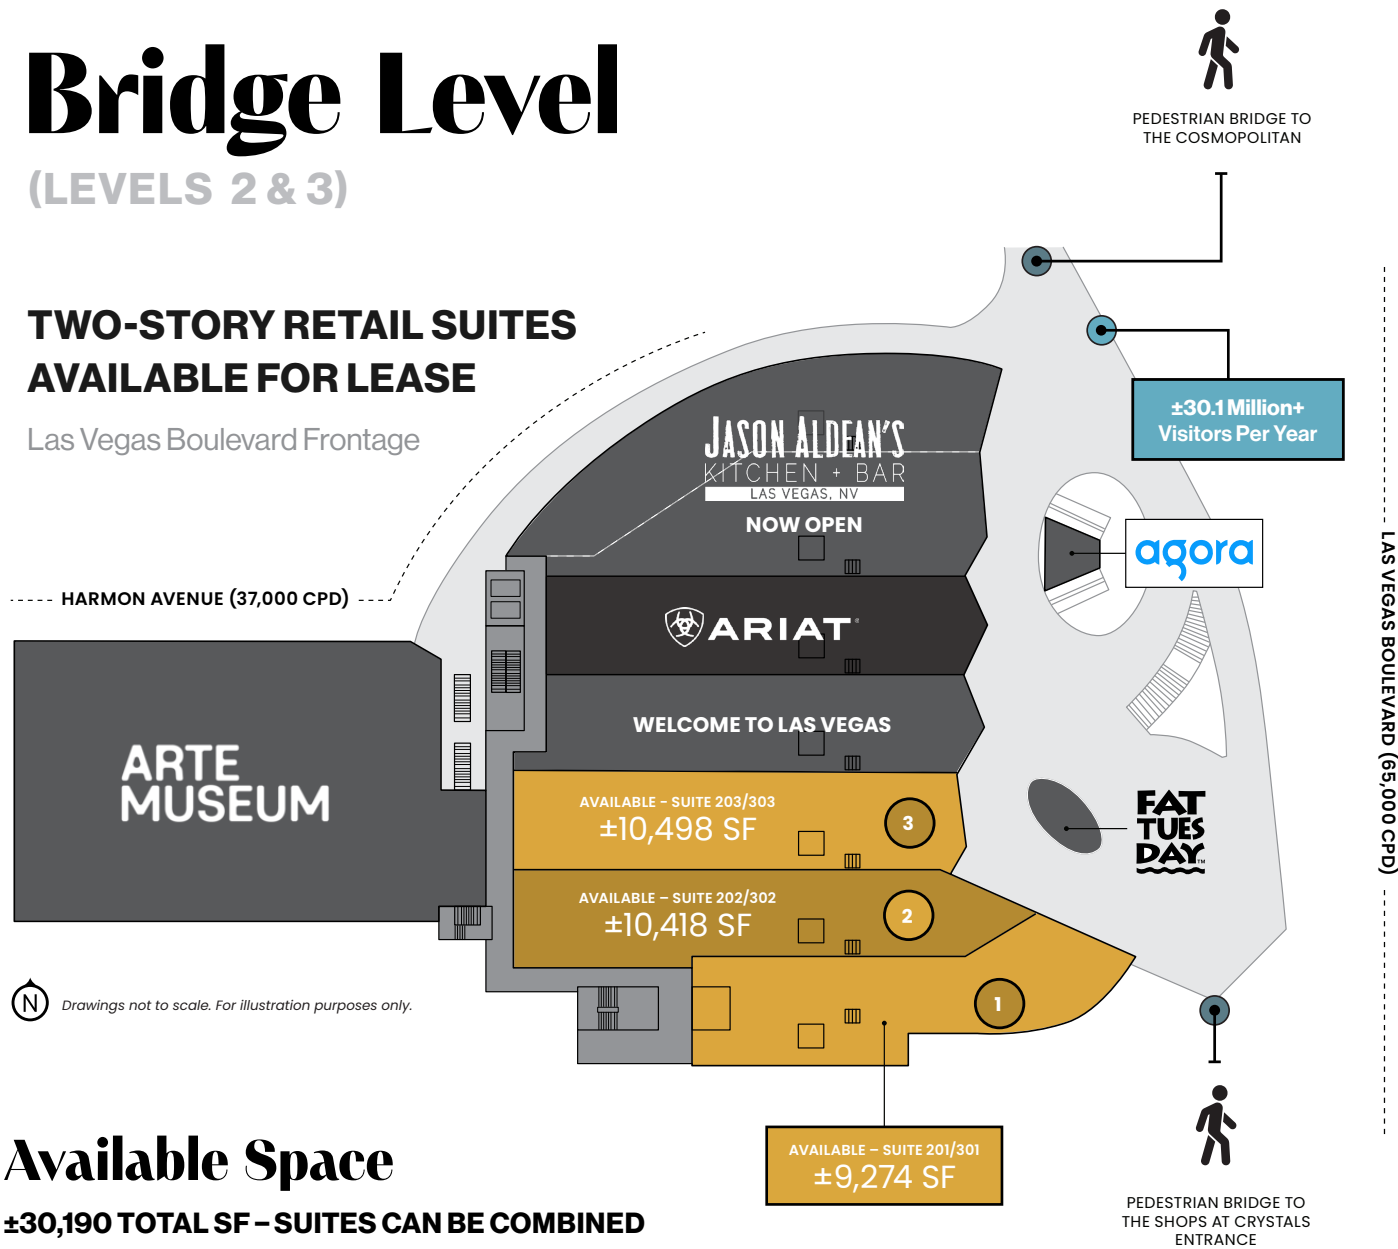 Bridge Level
(LEVELS 2 & 3)
TWO-STORY RETAIL SUITES
AVAILABLE FOR LEASE
Las Vegas Boulevard Frontage
PEDESTRIAN BRIDGE TO
THE COSMOPOLITAN
±30.1 Million+
Visitors Per Year
JASON ALDEAN'S
KITCHEN + BAR
LAS VEGAS, NV
NOW OPEN
agora
HARMON AVENUE (37,000 CPD)
ARIAT
LAS VEGAS BOULEVARD (65,000 CPD)
WELCOME TO LAS VEGAS
ARTE
MUSEUM
AVAILABLE - SUITE 203/303
±10,498 SF
3
FAT
TUES
DAY™
AVAILABLE – SUITE 202/302
±10,418 SF
2
1
N
Drawings not to scale. For illustration purposes only.
AVAILABLE – SUITE 201/301
±9,274 SF
PEDESTRIAN BRIDGE TO
THE SHOPS AT CRYSTALS
ENTRANCE
Available Space
±30,190 TOTAL SF – SUITES CAN BE COMBINED